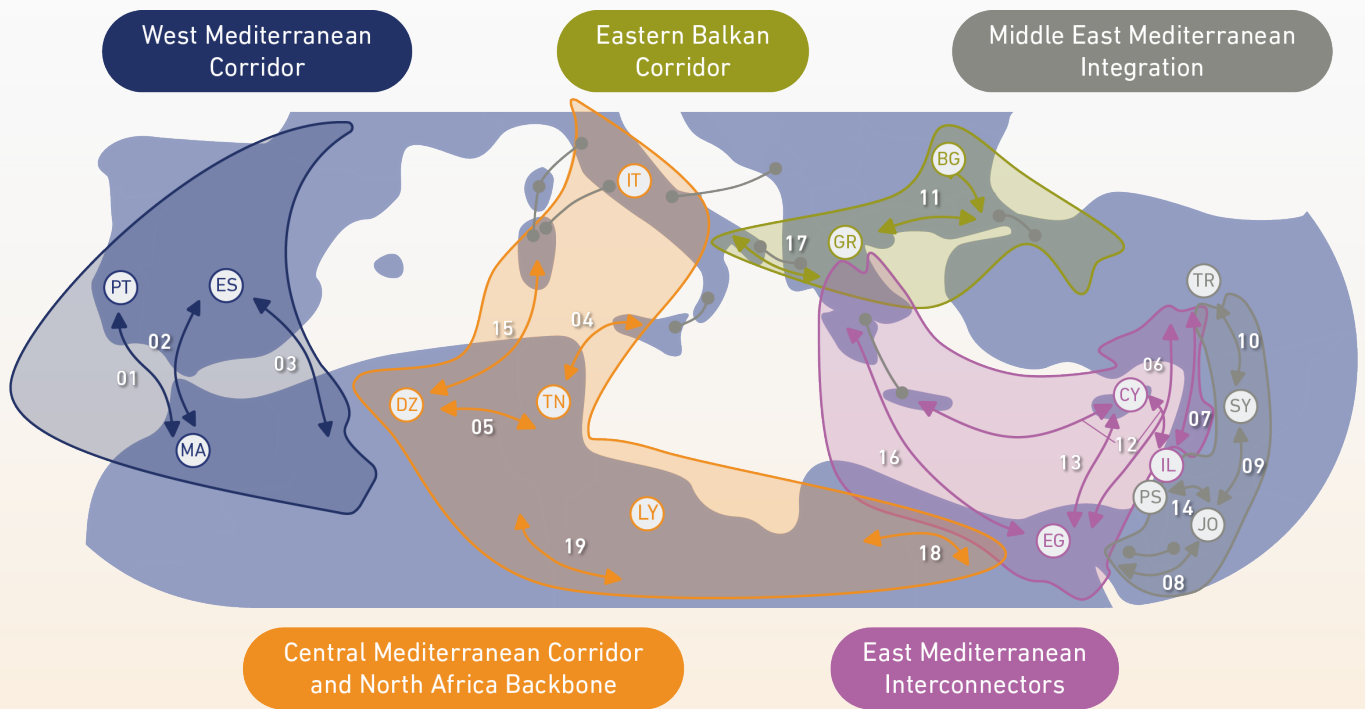 West Mediterranean
Corridor
Eastern Balkan
Corridor
Middle East Mediterranean
Integration
BG
IT
11
GR
17
PT
ES
TR
15
04
02
10
03
01
06
CY
DZ
TN
SY
07
05
12
MA
16
13
IL
09
PS
14
LY
JO
EG
19
18
08
Central Mediterranean Corridor
and North Africa Backbone
East Mediterranean
Interconnectors